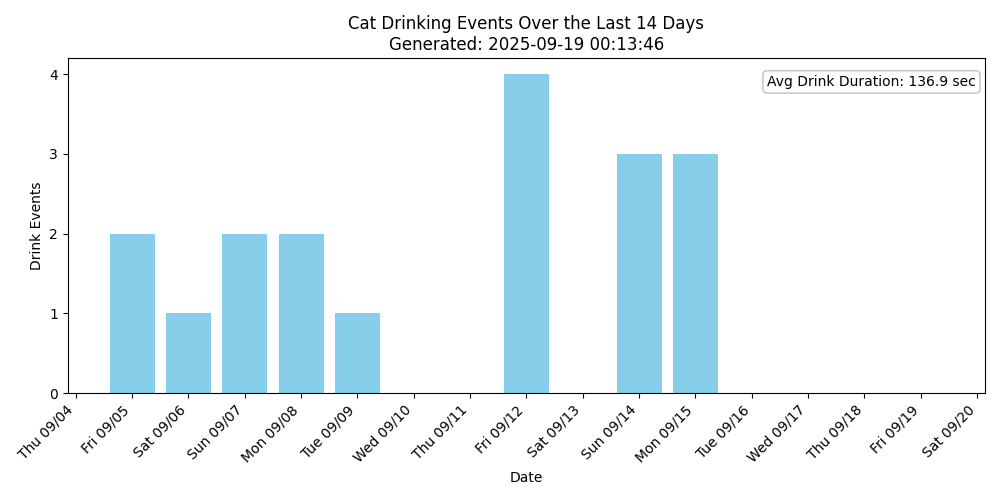 Cat Drinking Events Over the Last 14 Days
Generated: 2025-09-19 00:13:46
Avg Drink Duration: 136.9 sec
Drink Events
4
3
2
1
0
Thu 09/04
Fri 09/05
Sat 09/06
Sun 09/07
Mon 09/08
Tue 09/09
Wed 09/10
Thu 09/11
Fri 09/12
Sat 09/13
Sun 09/14
Mon 09/15
Tue 09/16
Wed 09/17
Thu 09/18
Fri 09/19
Sat 09/20
Date